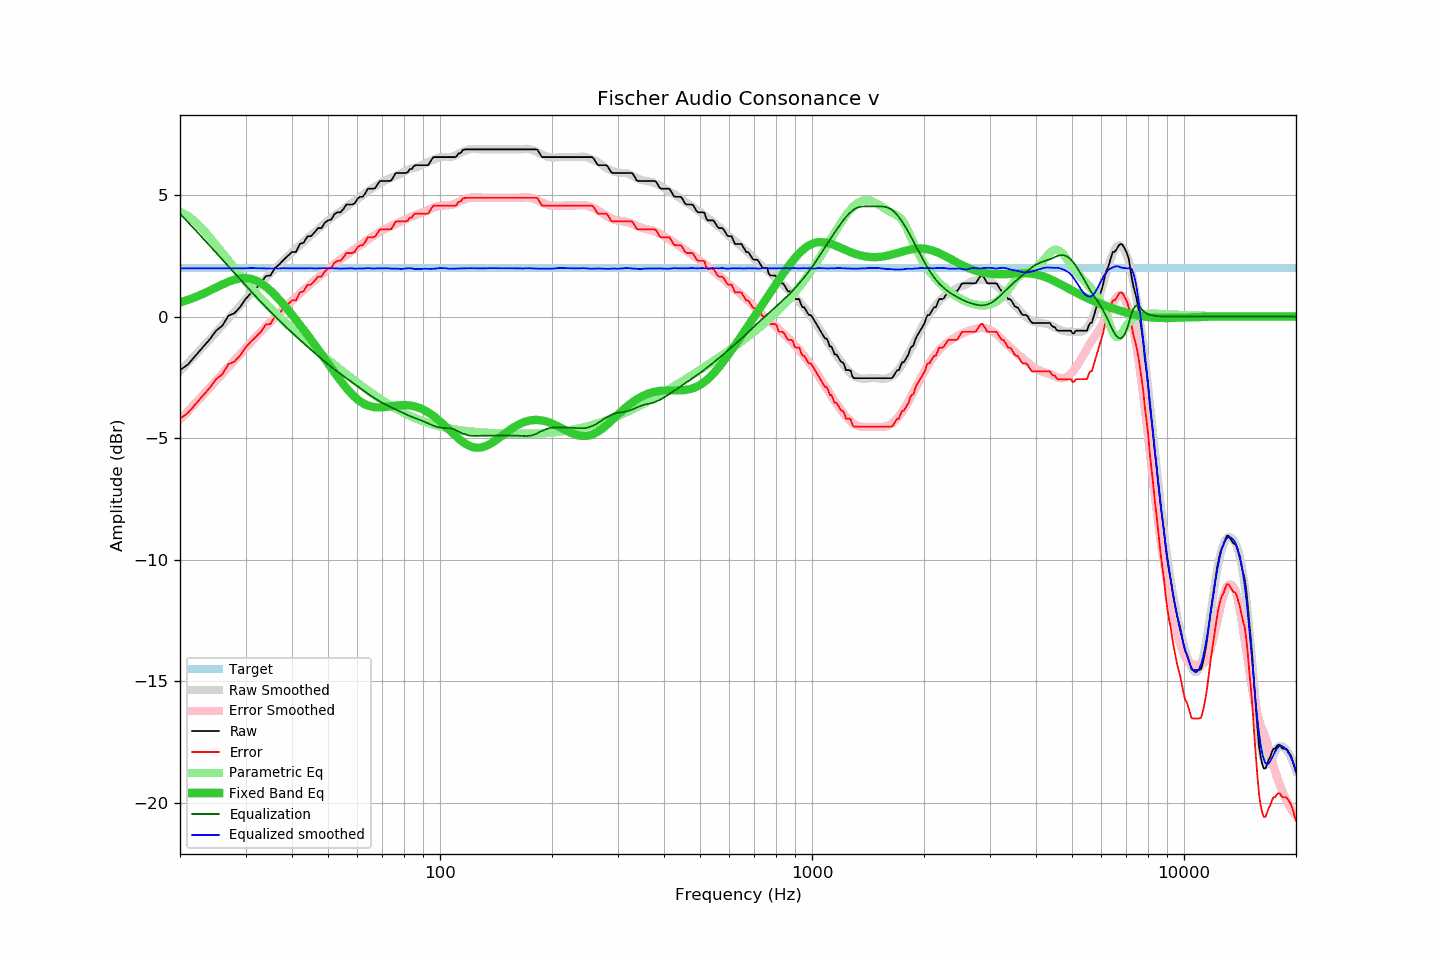 Fischer Audio Consonance v
Amplitude (dBr)
5
0
−5
−10
−15
−20
Target
Raw Smoothed
Error Smoothed
Raw
Error
Parametric Eq
Fixed Band Eq
Equalization
Equalized smoothed
100
1000
10000
Frequency (Hz)